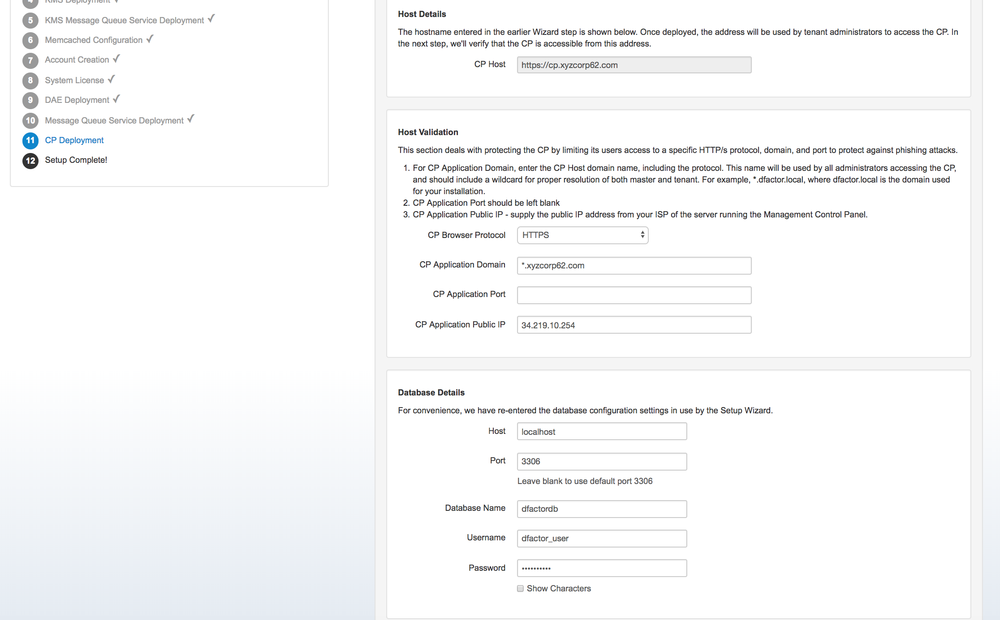 4 KMS Deployment ✓
5 KMS Message Queue Service Deployment ✓
6 Memcached Configuration ✓
7 Account Creation ✓
8 System License ✓
9 DAE Deployment ✓
10 Message Queue Service Deployment ✓
11 CP Deployment
12 Setup Complete!
Host Details
The hostname entered in the earlier Wizard step is shown below. Once deployed, the address will be used by tenant administrators to access the CP. In
the next step, we'll verify that the CP is accessible from this address.
CP Host https://cp.xyzcorp62.com
Host Validation
This section deals with protecting the CP by limiting its users access to a specific HTTP/s protocol, domain, and port to protect against phishing attacks.
1. For CP Application Domain, enter the CP Host domain name, including the protocol. This name will be used by all administrators accessing the CP,
and should include a wildcard for proper resolution of both master and tenant. For example, *.dfactor.local, where dfactor.local is the domain used
for your installation.
2. CP Application Port should be left blank
3. CP Application Public IP - supply the public IP address from your ISP of the server running the Management Control Panel.
CP Browser Protocol HTTPS
CP Application Domain *.xyzcorp62.com
CP Application Port
CP Application Public IP 34.219.10.254
Database Details
For convenience, we have re-entered the database configuration settings in use by the Setup Wizard.
Host localhost
Port 3306
Leave blank to use default port 3306
Database Name dfactordb
Username dfactor_user
Password ••••••••••
Show Characters